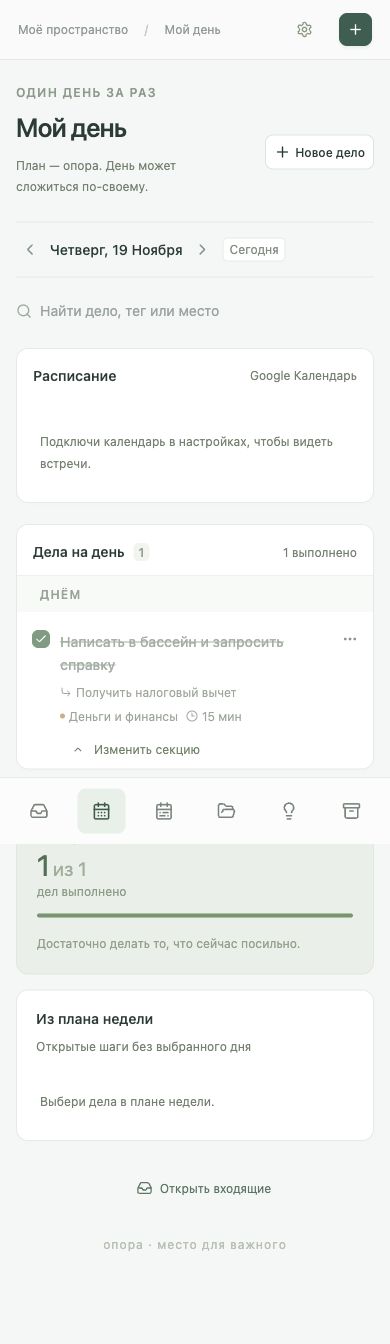 Моё пространство / Мой день
ОДИН ДЕНЬ ЗА РАЗ
Мой день
План — опора. День может
сложиться по-своему.
Новое дело
Четверг, 19 Ноября
Сегодня
Найти дело, тег или место
Расписание
Google Календарь
Подключи календарь в настройках, чтобы видеть
встречи.
Дела на день 1
1 выполнено
ДНЁМ
Написать в бассейн и запросить
справку
Получить налоговый вычет
Деньги и финансы 15 мин
Изменить секцию
1 из 1
дел выполнено
Достаточно делать то, что сейчас посильно.
Из плана недели
Открытые шаги без выбранного дня
Выбери дела в плане недели.
Открыть входящие
опора · место для важного